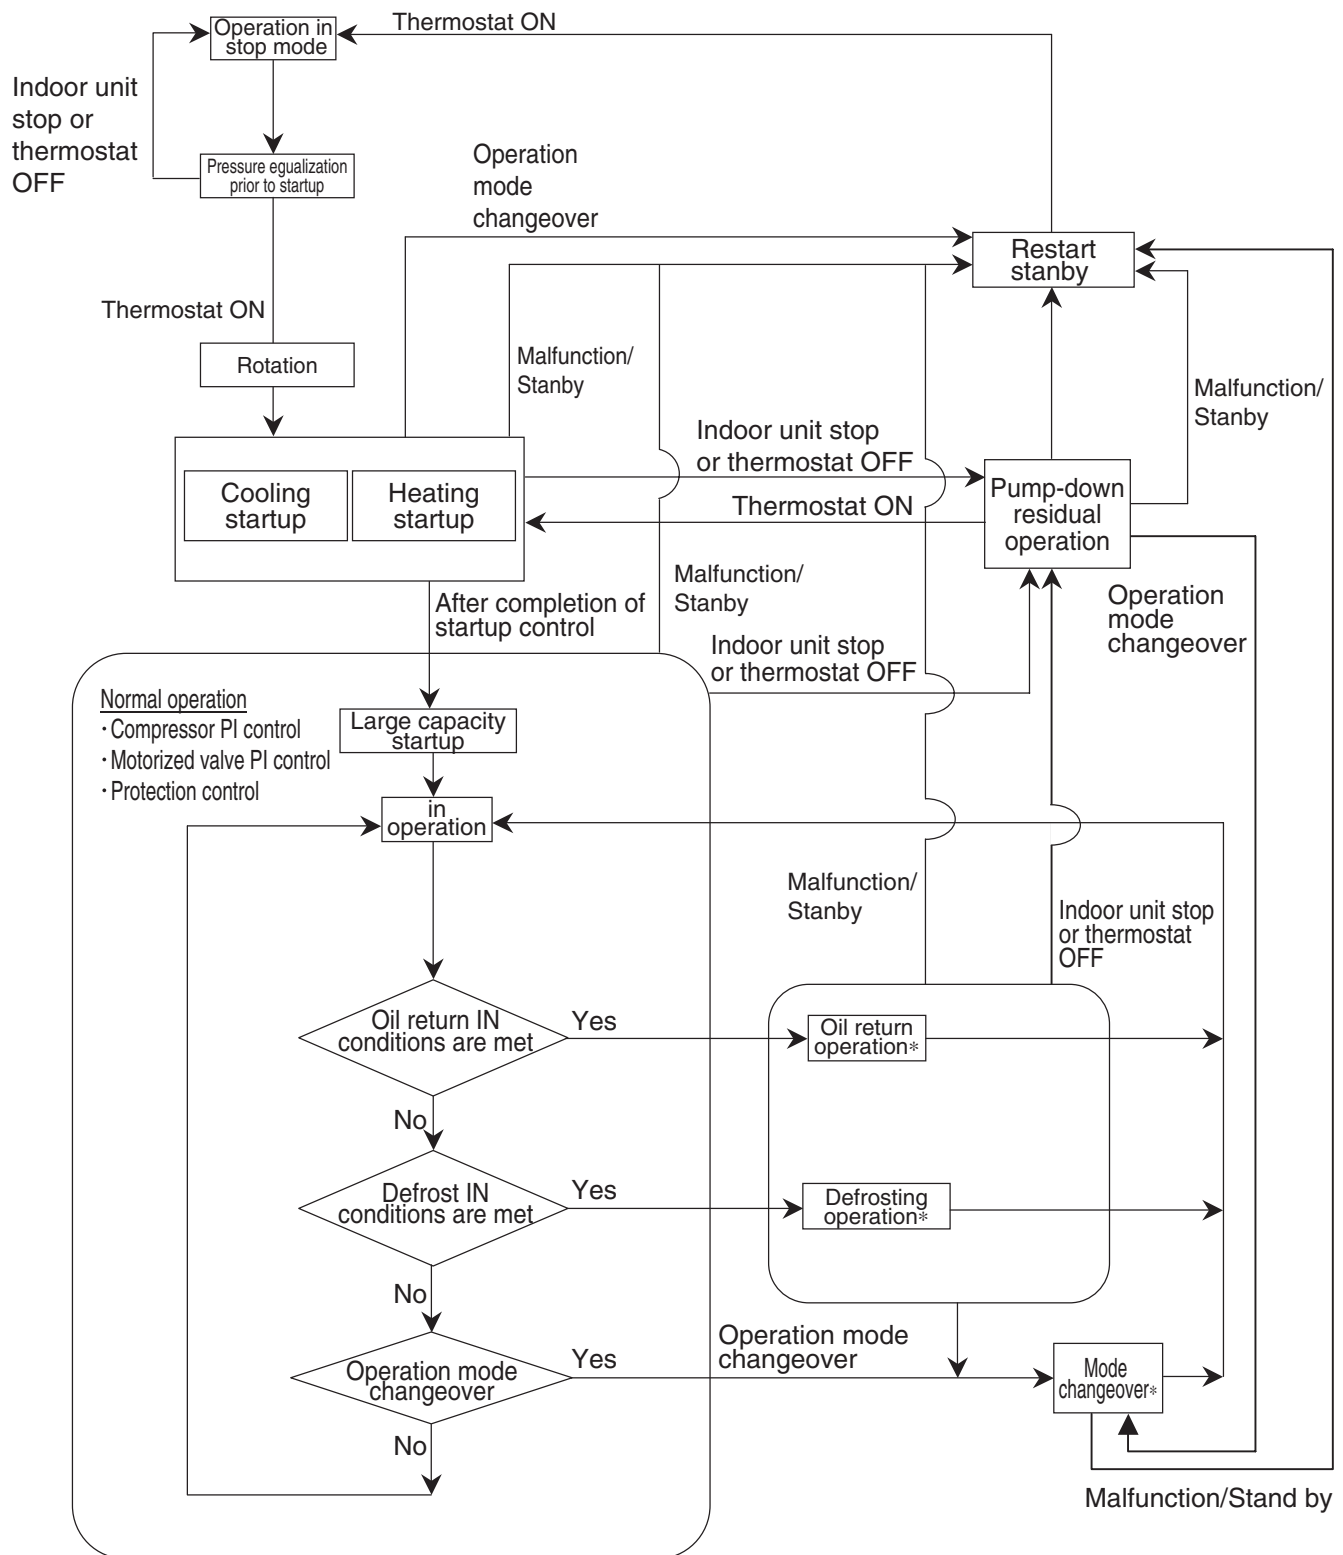 Operation in
stop mode
Thermostat ON
Indoor unit
stop or
thermostat
OFF
Pressure egualization
prior to startup
Operation
mode
changeover
Restart
stanby
Thermostat ON
Rotation
Malfunction/
Stanby
Malfunction/
Stanby
Cooling
startup
Heating
startup
Indoor unit stop
or thermostat OFF
Thermostat ON
Pump-down
residual
operation
After completion of
startup control
Malfunction/
Stanby
Operation
mode
changeover
Indoor unit stop
or thermostat OFF
Normal operation
・Compressor PI control
・Motorized valve PI control
・Protection control
Large capacity
startup
in
operation
Malfunction/
Stanby
Indoor unit stop
or thermostat
OFF
Oil return IN
conditions are met
Yes
Oil return
operation*
No
Defrost IN
conditions are met
Yes
Defrosting
operation*
No
Operation mode
changeover
Yes
Operation mode
changeover
Mode
changeover*
No
Malfunction/Stand by